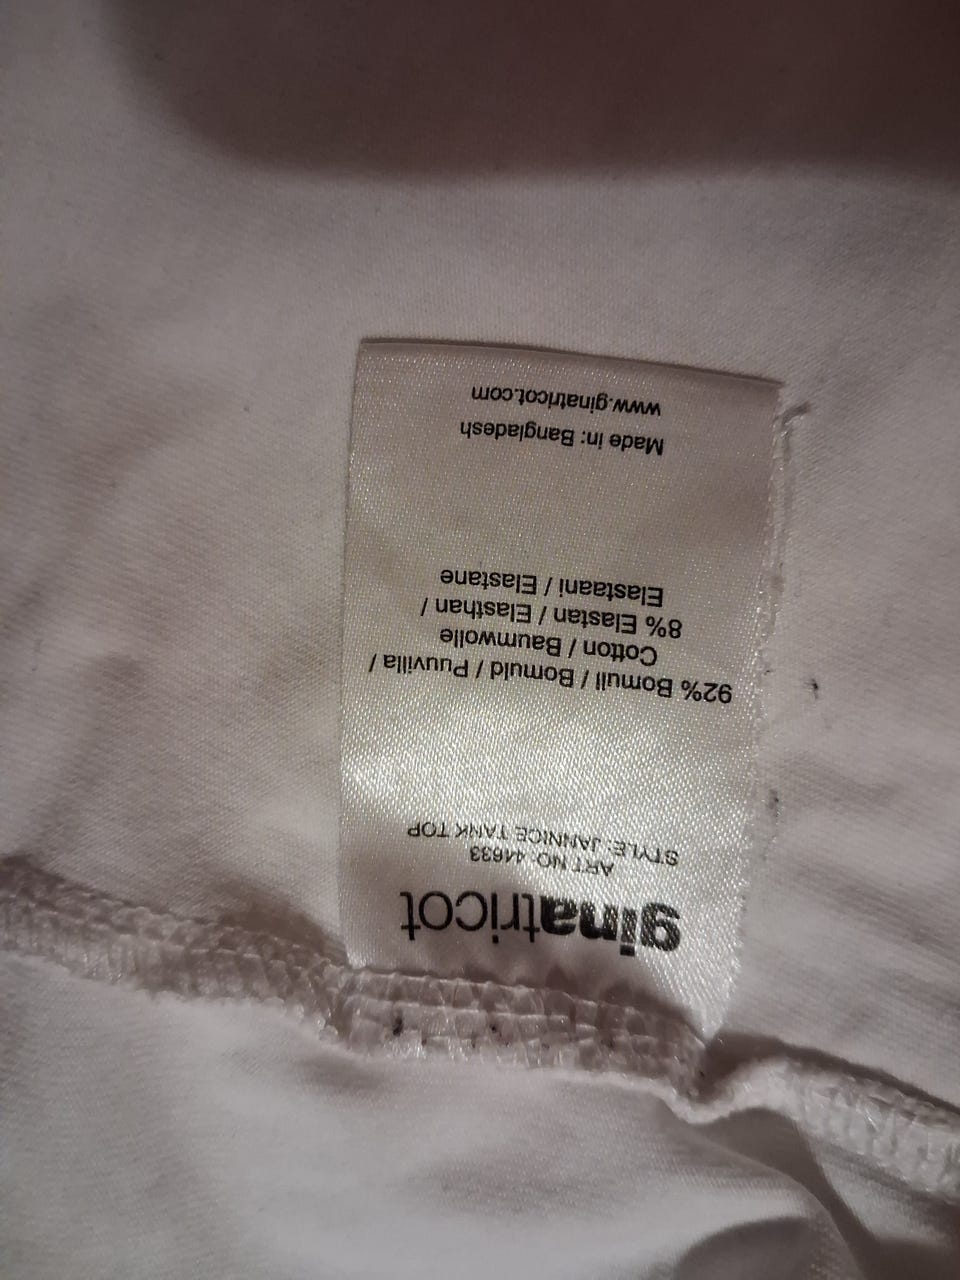 ginatricot
ART NO: 44633
STYLE: JANNICE TANK TOP
92% Bomull / Bomuld / Puuvilla /
Cotton / Baumwolle
8% Elastan / Elasthan /
Elastaani / Elastane
Made in: Bangladesh
www.ginatricot.com